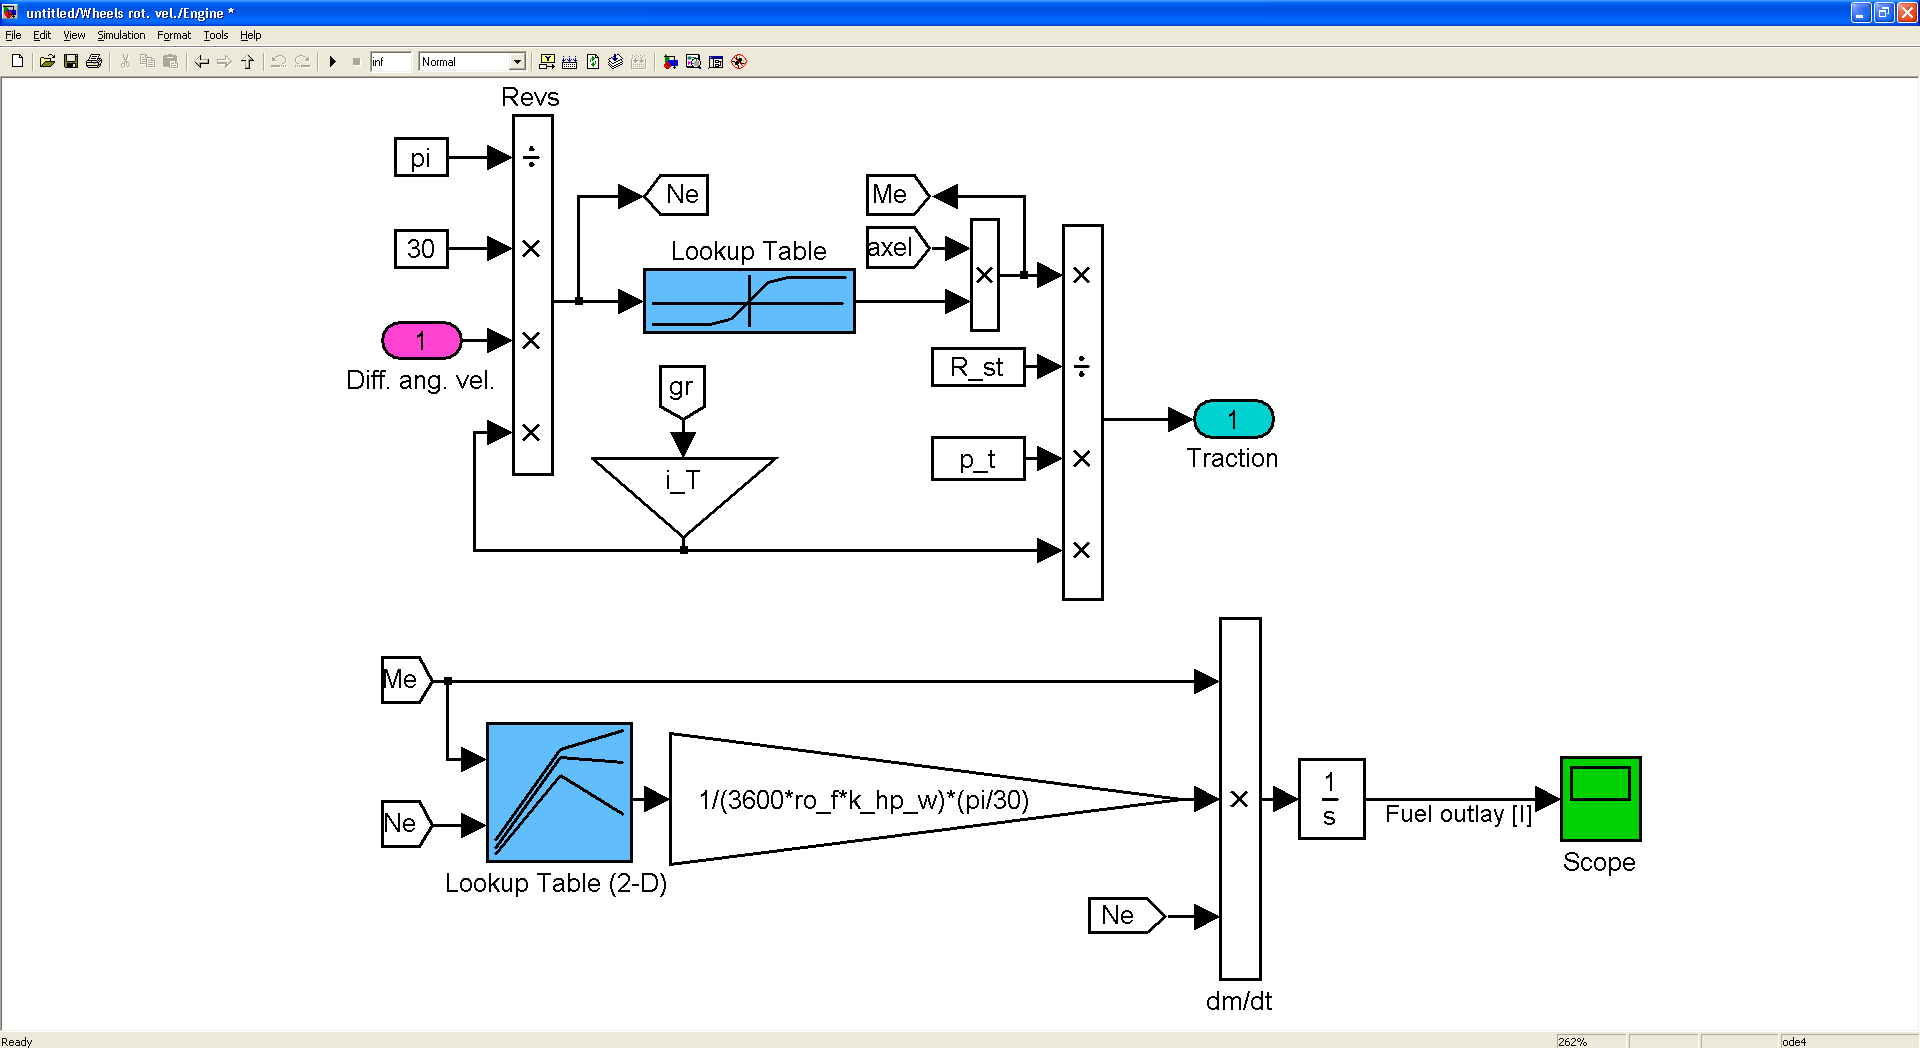 untitled/Wheels rot. vel./Engine *
File Edit View Simulation Format Tools Help
inf Normal
Revs
pi
÷
Ne
Me
30
×
axel
Lookup Table
×
×
1
×
R_st
÷
Diff. ang. vel.
gr
1
×
p_t
×
Traction
i_T
×
Me
1/(3600*ro_f*k_hp_w)*(pi/30)
×
1
s
Fuel outlay [l]
Ne
Scope
Lookup Table (2-D)
Ne
dm/dt
Ready 262% ode4